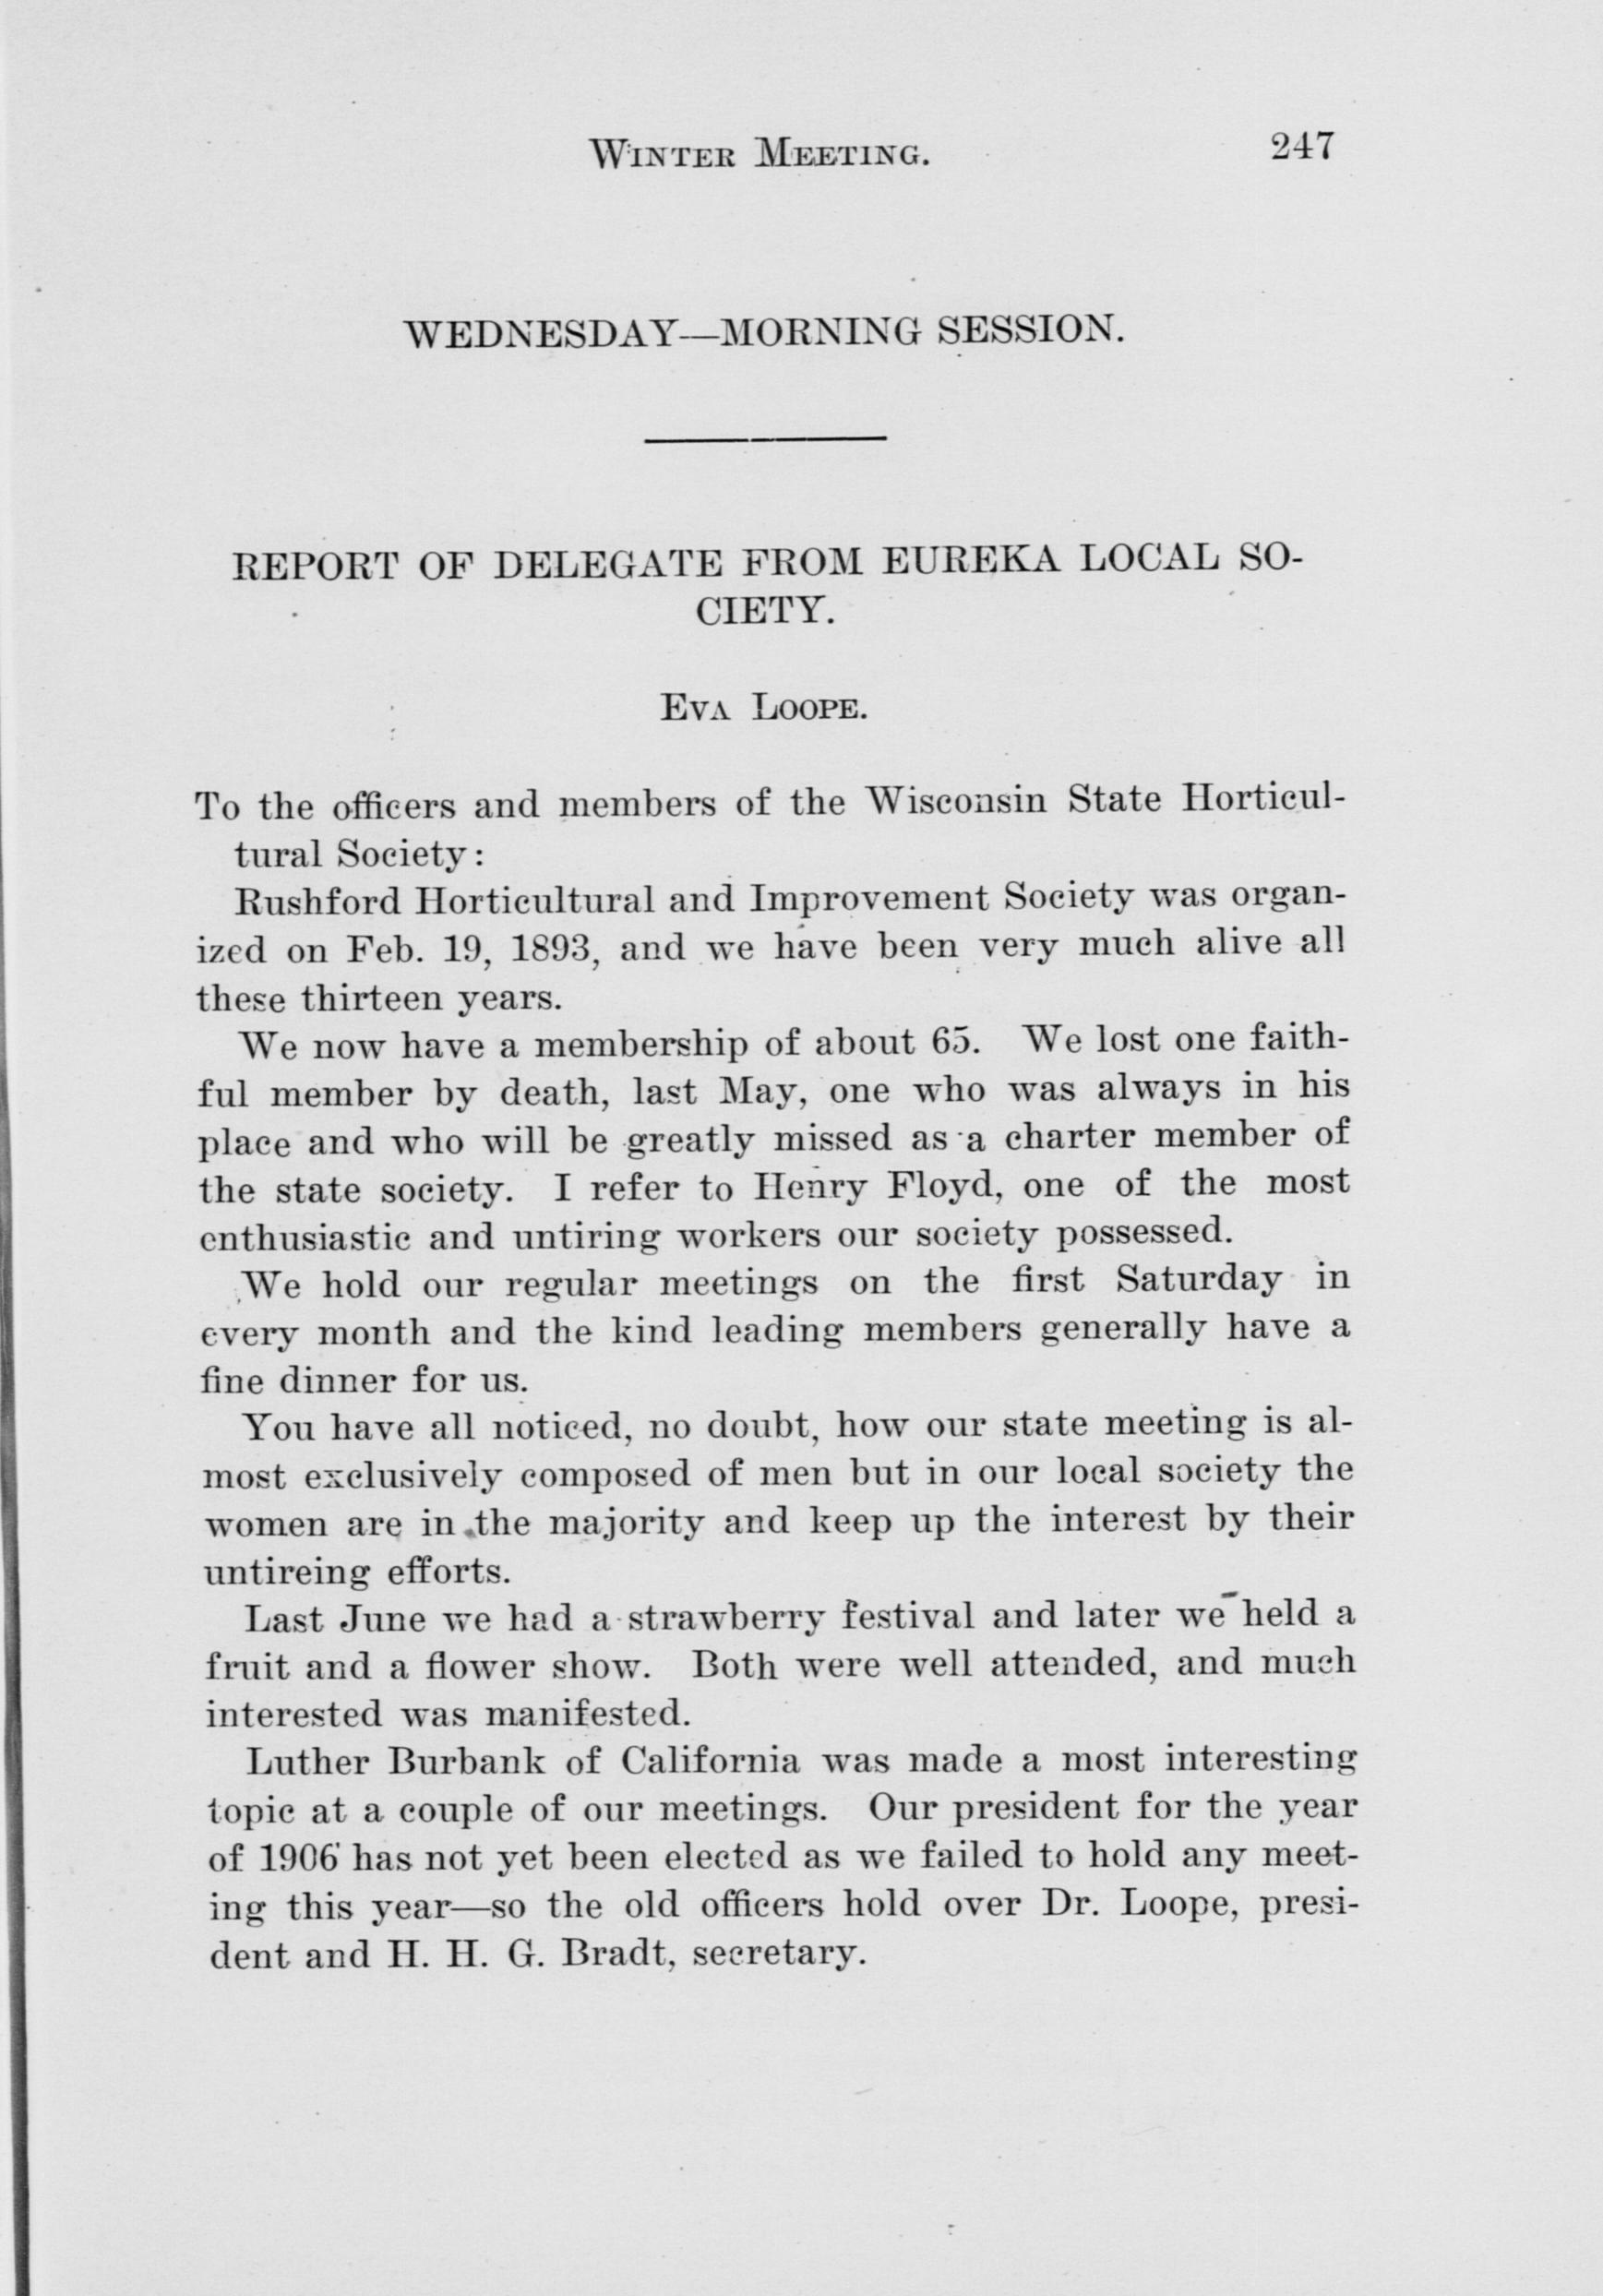 WINTER MEETING. 247
WEDNESDAY—MORNING SESSION.
REPORT OF DELEGATE FROM EUREKA LOCAL SO-
CIETY.
EVA LOOPE.
To the officers and members of the Wisconsin State Horticul-
tural Society:
Rushford Horticultural and Improvement Society was organ-
ized on Feb. 19, 1893, and we have been very much alive all
these thirteen years.
We now have a membership of about 65. We lost one faith-
ful member by death, last May, one who was always in his
place and who will be greatly missed as a charter member of
the state society. I refer to Henry Floyd, one of the most
enthusiastic and untiring workers our society possessed.
We hold our regular meetings on the first Saturday in
every month and the kind leading members generally have a
fine dinner for us.
You have all noticed, no doubt, how our state meeting is al-
most exclusively composed of men but in our local society the
women are in the majority and keep up the interest by their
untireing efforts.
Last June we had a strawberry festival and later we held a
fruit and a flower show. Both were well attended, and much
interested was manifested.
Luther Burbank of California was made a most interesting
topic at a couple of our meetings. Our president for the year
of 1906 has not yet been elected as we failed to hold any meet-
ing this year—so the old officers hold over Dr. Loope, presi-
dent and H. H. G. Bradt, secretary.